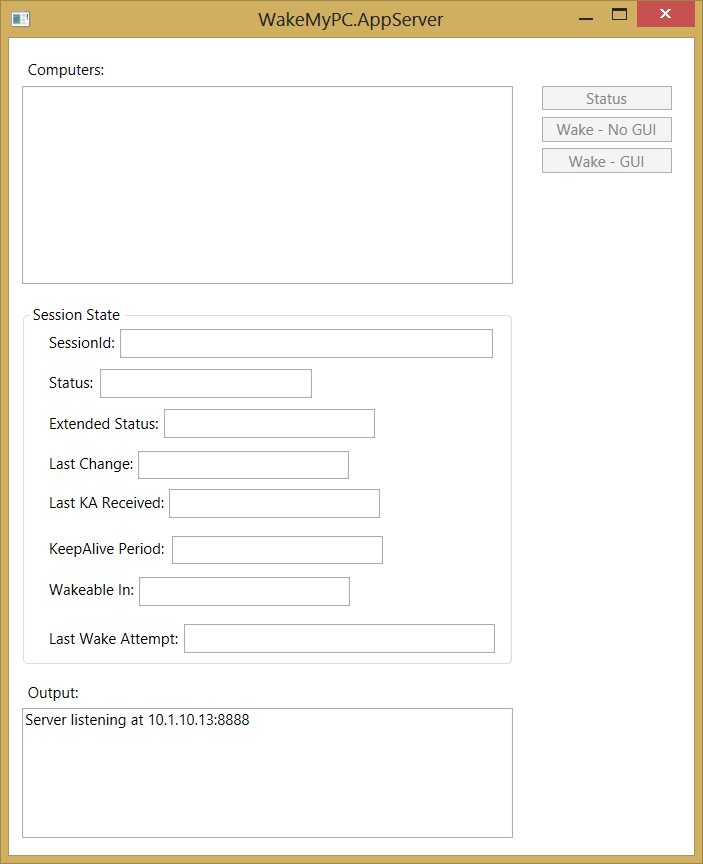 WakeMyPC.AppServer
Computers:
Status
Wake - No GUI
Wake - GUI
Session State
SessionId:
Status:
Extended Status:
Last Change:
Last KA Received:
KeepAlive Period:
Wakeable In:
Last Wake Attempt:
Output:
Server listening at 10.1.10.13:8888